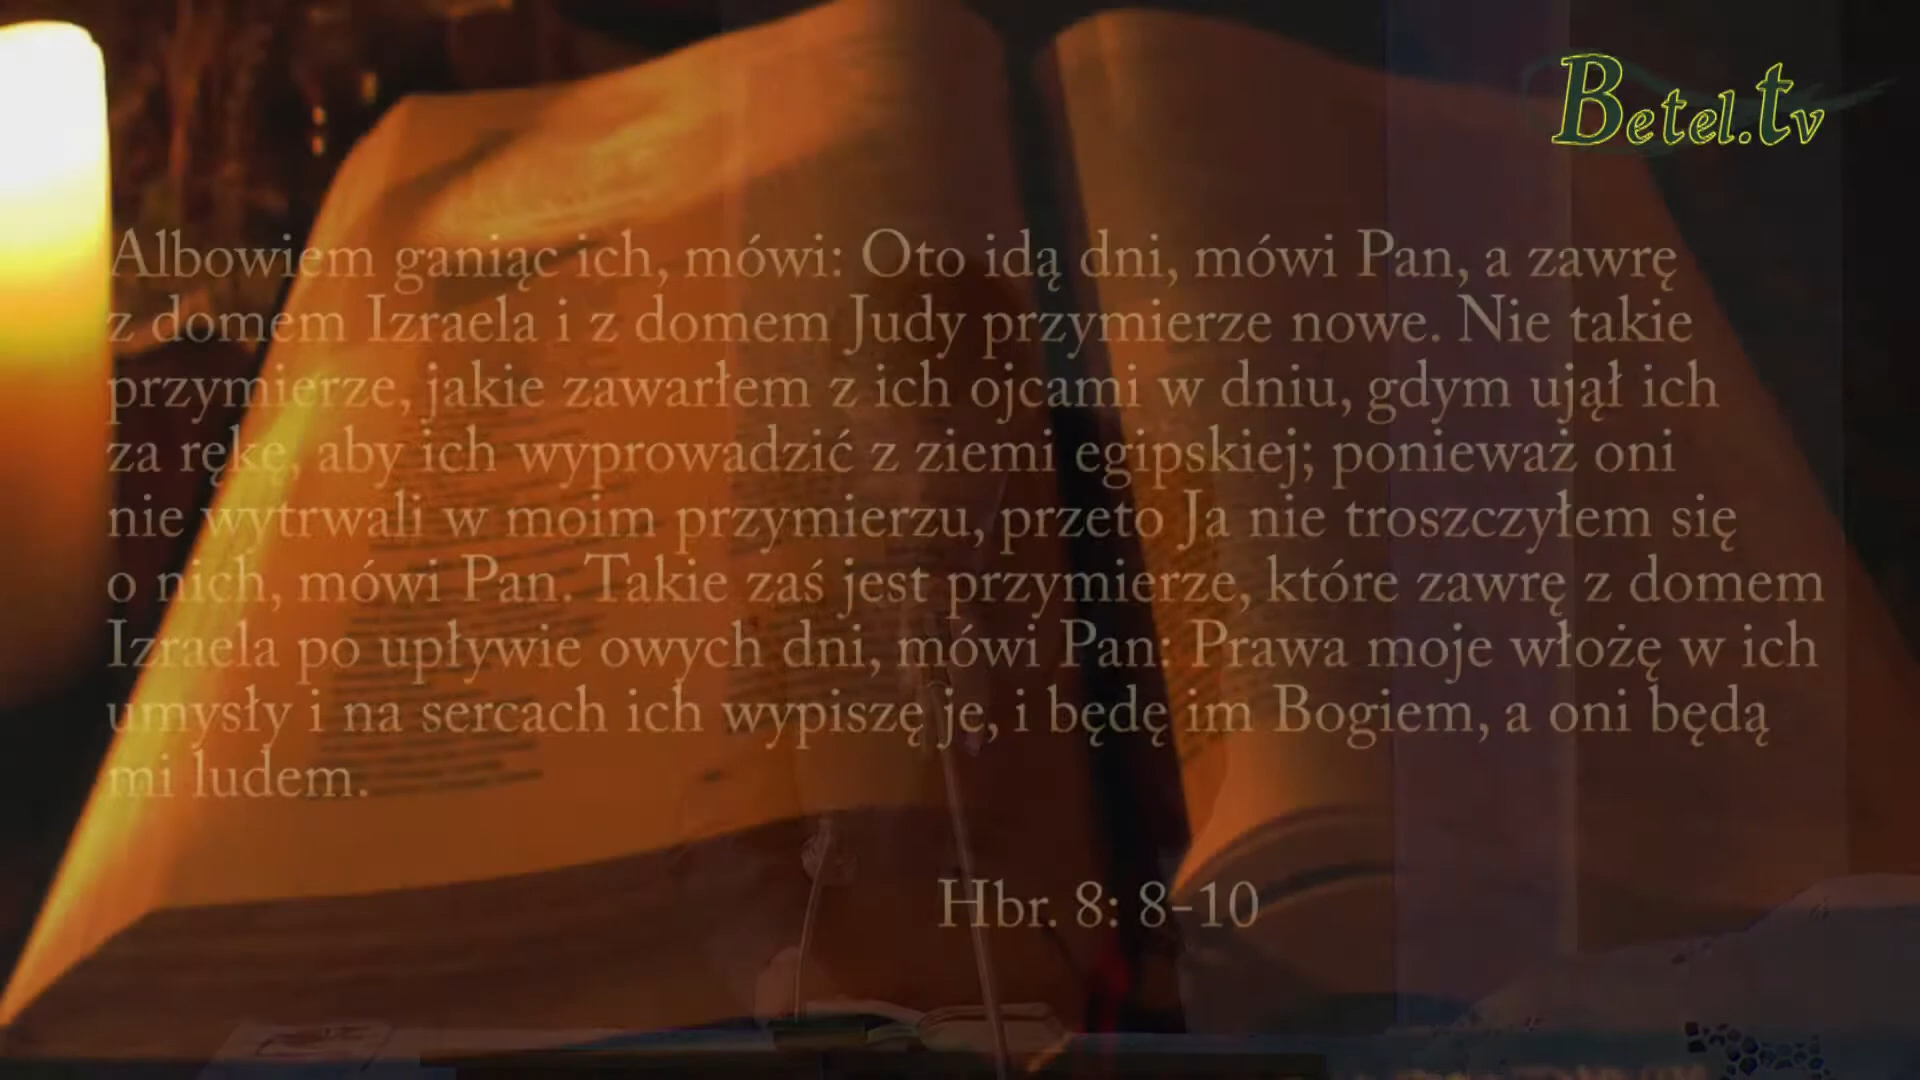 Betel.tv
Albowiem ganiąc ich, mówi: Oto idą dni, mówi Pan, a zawrę
z domem Izraela i z domem Judy przymierze nowe. Nie takie
przymierze, jakie zawarłem z ich ojcami w dniu, gdym ujął ich
za rękę, aby ich wyprowadzić z ziemi egipskiej; ponieważ oni
nie wytrwali w moim przymierzu, przeto Ja nie troszczyłem się
o nich, mówi Pan. Takie zaś jest przymierze, które zawrę z domem
Izraela po upływie owych dni, mówi Pan: Prawa moje włożę w ich
umysły i na sercach ich wypiszę je, i będę im Bogiem, a oni będą
mi ludem.
Hbr. 8: 8-10